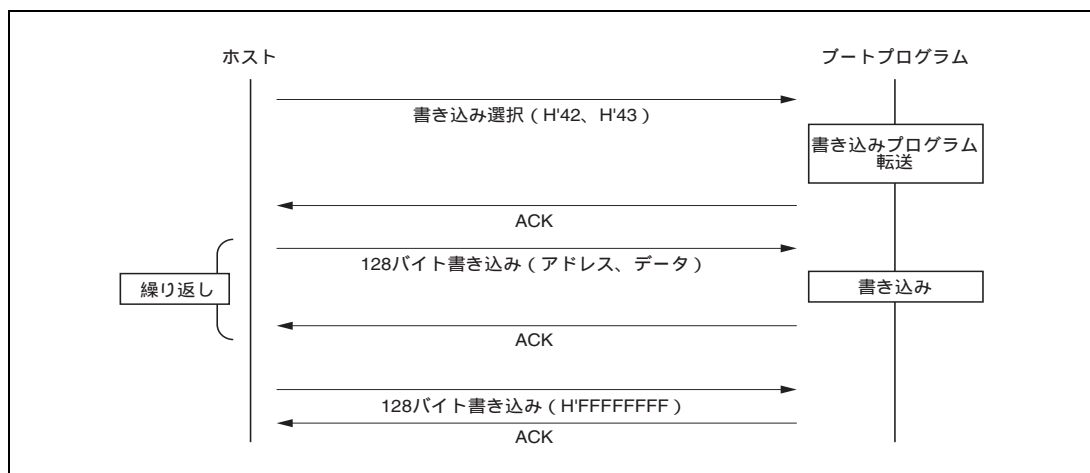 ホスト
ブートプログラム
書き込み選択（H'42、H'43）
書き込みプログラム
転送
ACK
128バイト書き込み（アドレス、データ）
繰り返し
書き込み
ACK
128バイト書き込み（H'FFFFFFFF）
ACK